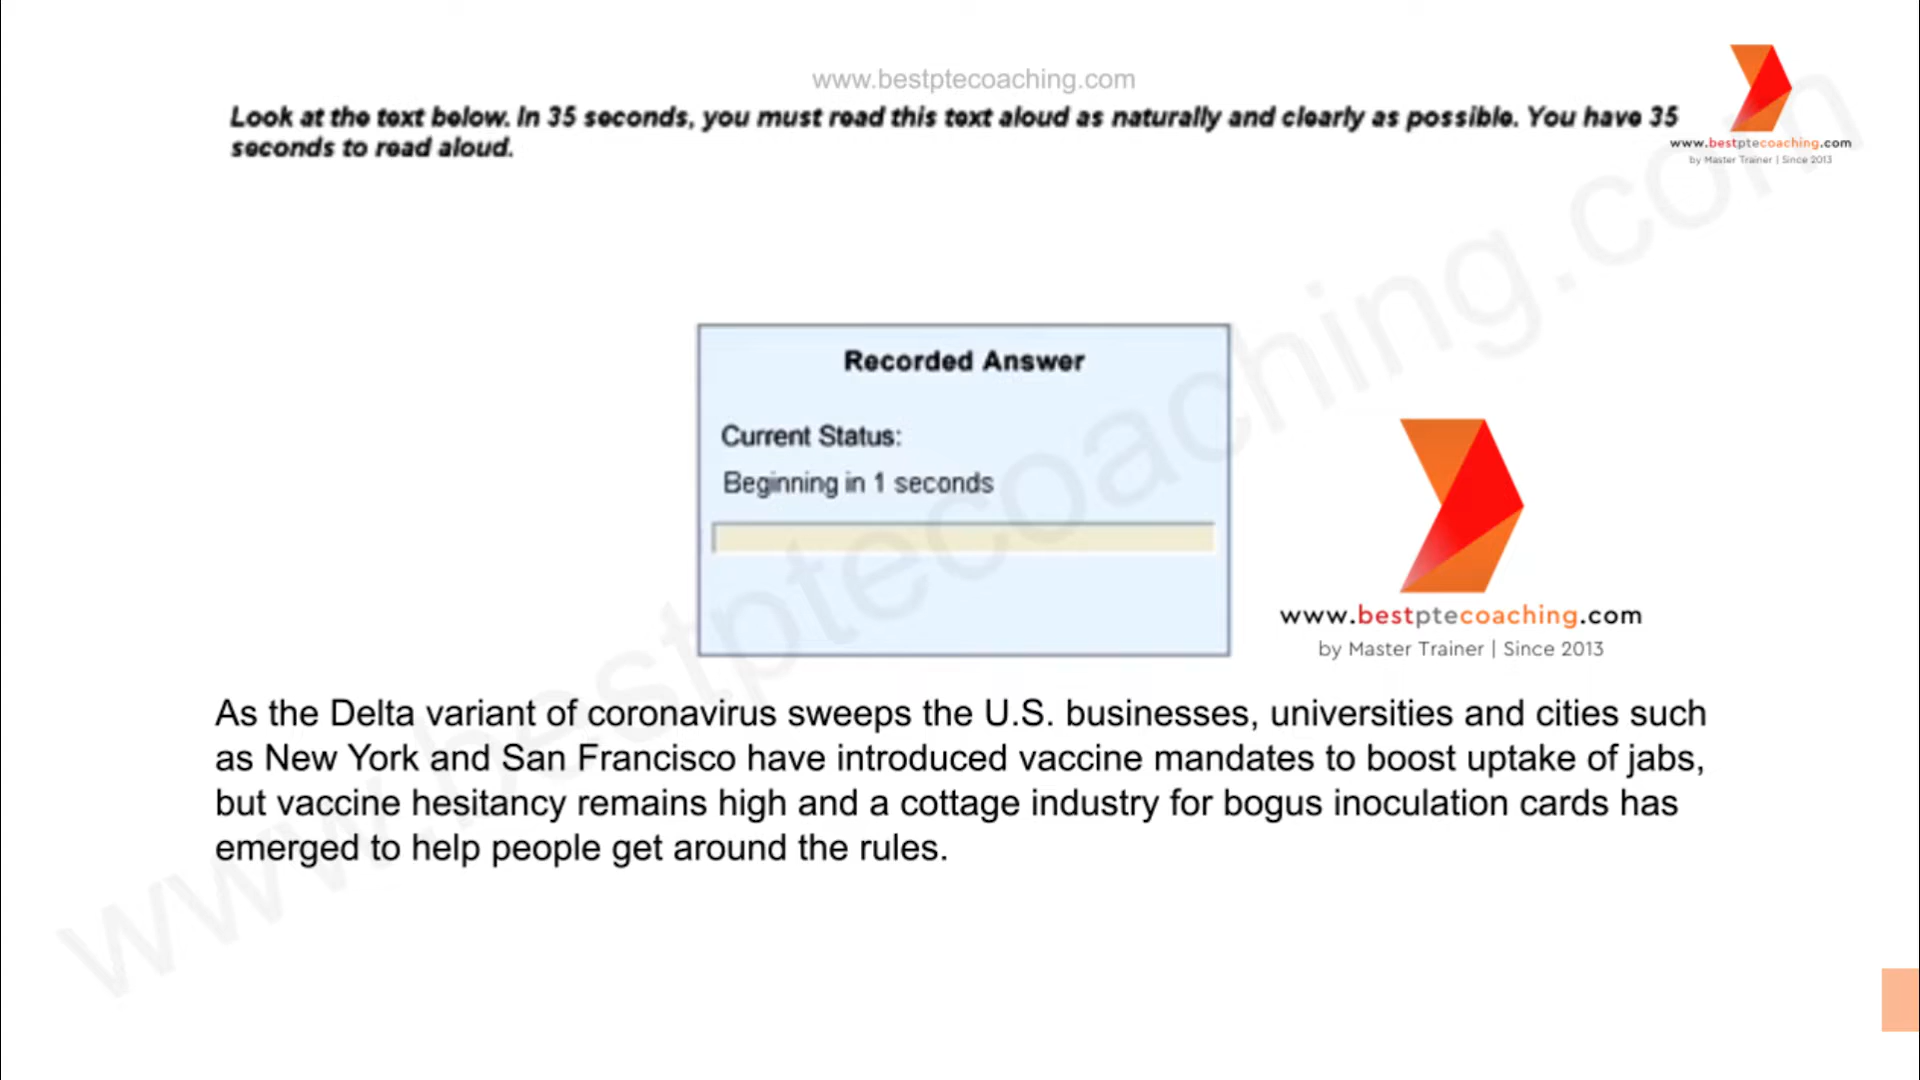 www.bestptecoaching.com
Look at the text below. In 35 seconds, you must read this text aloud as naturally and clearly as possible. You have 35
seconds to read aloud.
www.bestptecoaching.com
by Master Trainer | Since 2013
Recorded Answer
Current Status:
Beginning in 1 seconds
www.bestptecoaching.com
by Master Trainer | Since 2013
As the Delta variant of coronavirus sweeps the U.S. businesses, universities and cities such
as New York and San Francisco have introduced vaccine mandates to boost uptake of jabs,
but vaccine hesitancy remains high and a cottage industry for bogus inoculation cards has
emerged to help people get around the rules.
www.bestptecoaching.com